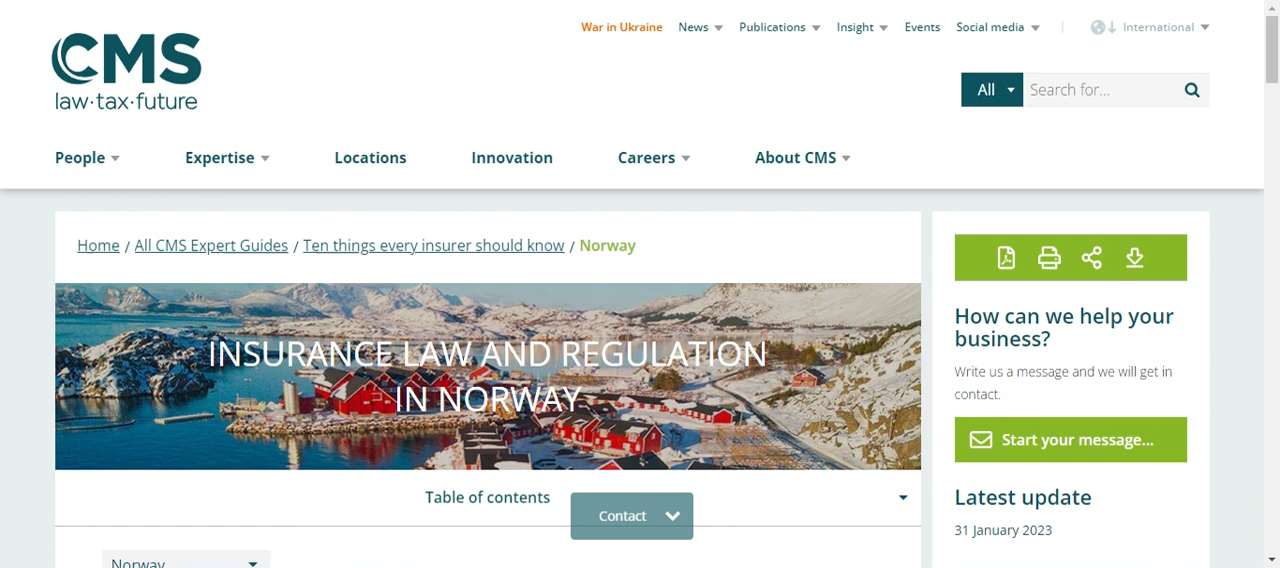 War in Ukraine News Publications Insight Events Social media International
CMS
law·tax·future
All Search for...
People Expertise Locations Innovation Careers About CMS
Home / All CMS Expert Guides / Ten things every insurer should know / Norway
INSURANCE LAW AND REGULATION
IN NORWAY
Table of contents
Contact
Norway
How can we help your
business?
Write us a message and we will get in
contact.
Start your message...
Latest update
31 January 2023